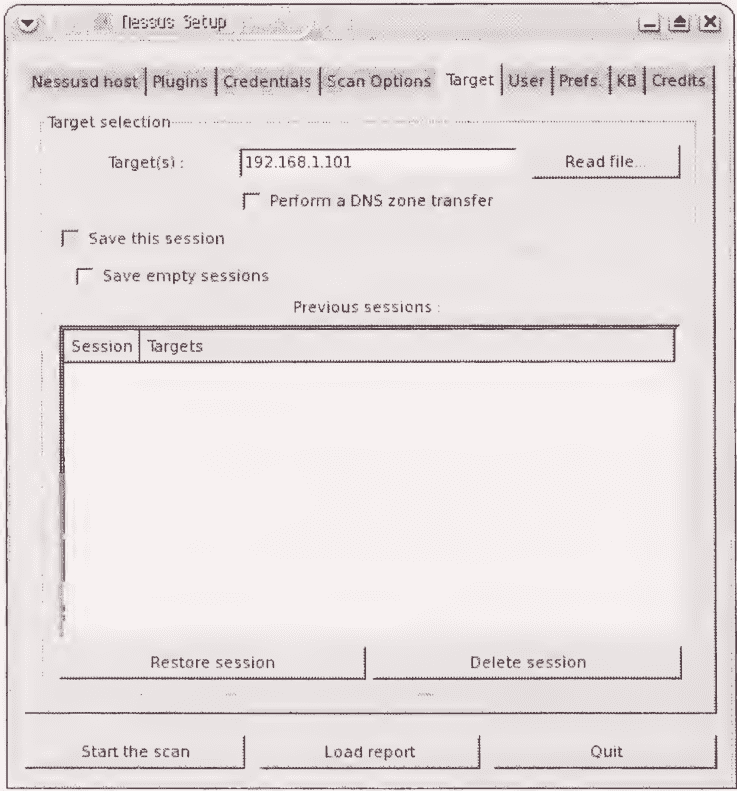 Nessus Setup
Nessusd host Plugins Credentials Scan Options Target User Prefs. KB Credits
Target selection
Target(s) : 192.168.1.101 Read file...
Perform a DNS zone transfer
Save this session
Save empty sessions
Previous sessions :
Session Targets
Restore session Delete session
Start the scan Load report Quit